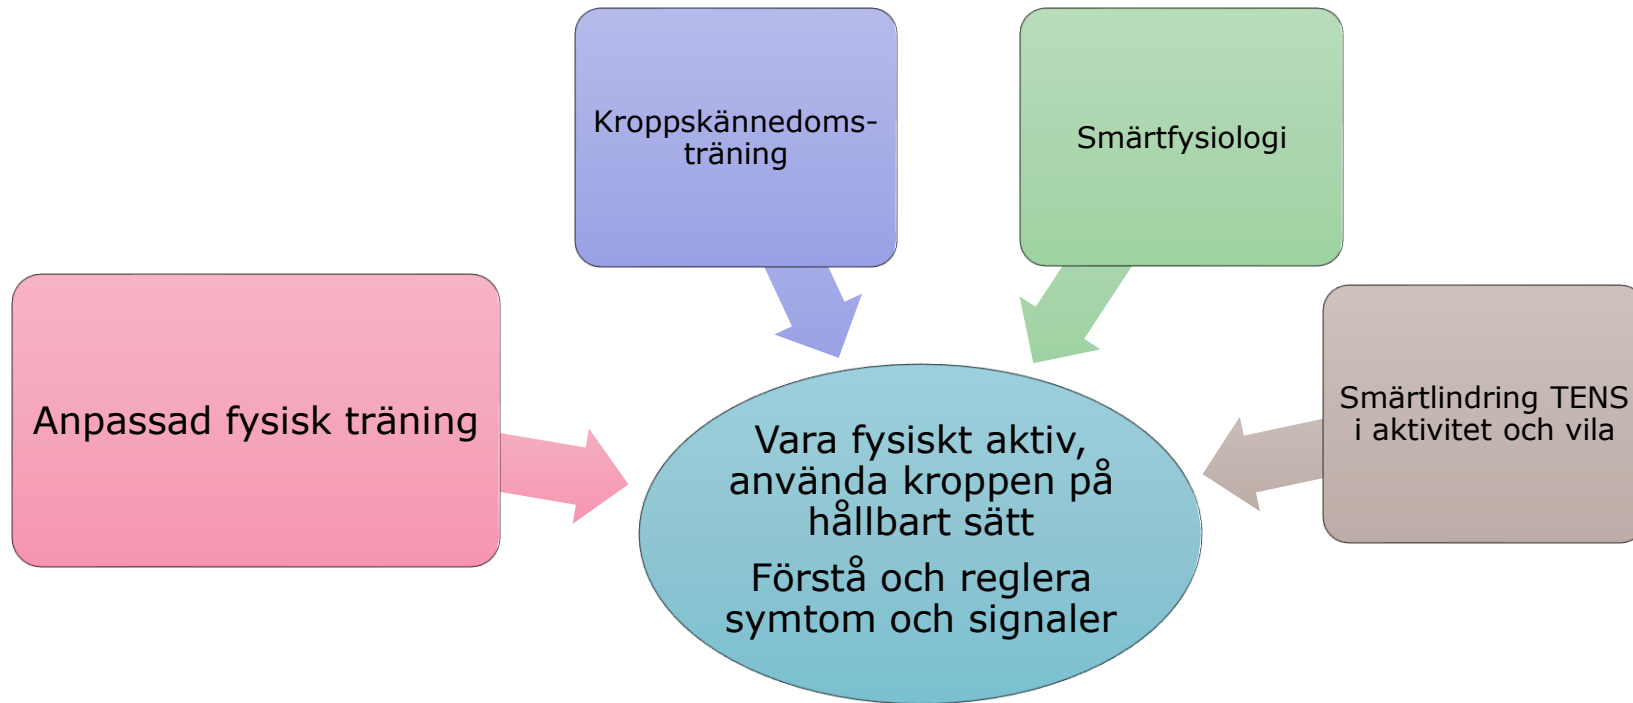 Kroppskännedoms-
träning
Smärtfysiologi
Anpassad fysisk träning
Smärtlindring TENS
i aktivitet och vila
Vara fysiskt aktiv,
använda kroppen på
hållbart sätt
Förstå och reglera
symtom och signaler